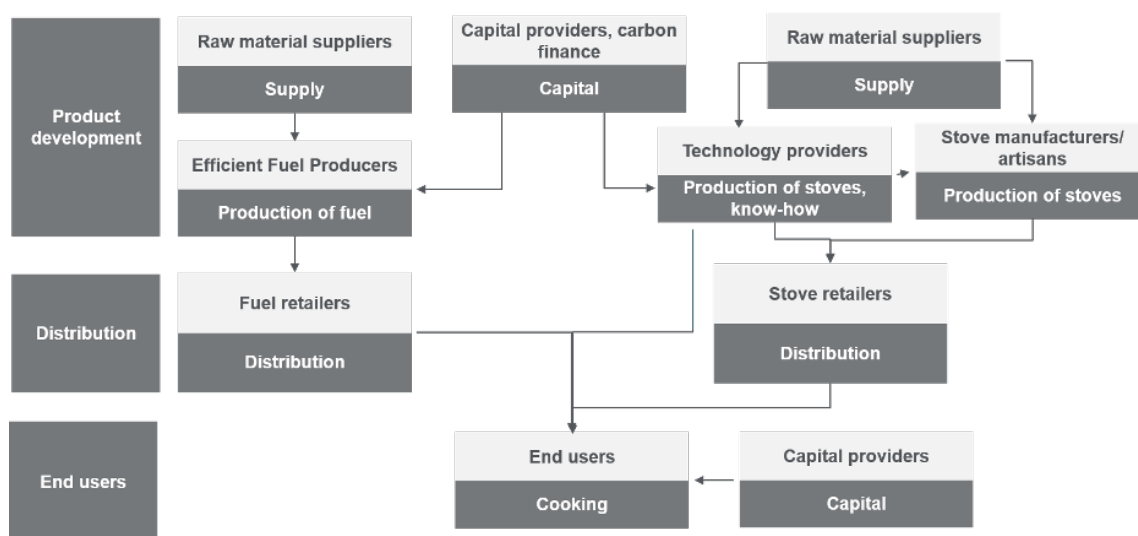 Product
development
Raw material suppliers
Supply
Capital providers, carbon
finance
Capital
Raw material suppliers
Supply
Efficient Fuel Producers
Production of fuel
Technology providers
Production of stoves,
know-how
Stove manufacturers/
artisans
Production of stoves
Distribution
Fuel retailers
Distribution
Stove retailers
Distribution
End users
End users
Cooking
Capital providers
Capital